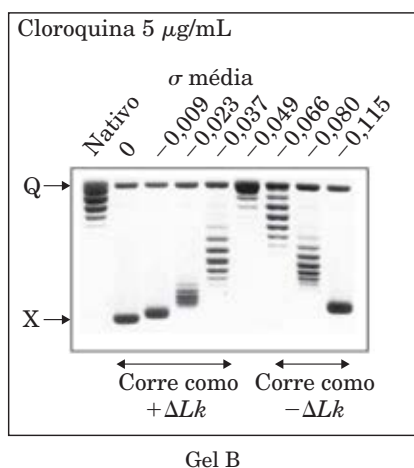 Cloroquina 5 μg/mL
σ média
Nativo 0 −0,009 −0,023 −0,037 −0,049 −0,066 −0,080 −0,115
Q
X
Corre como Corre como
+ΔLk −ΔLk
Gel B